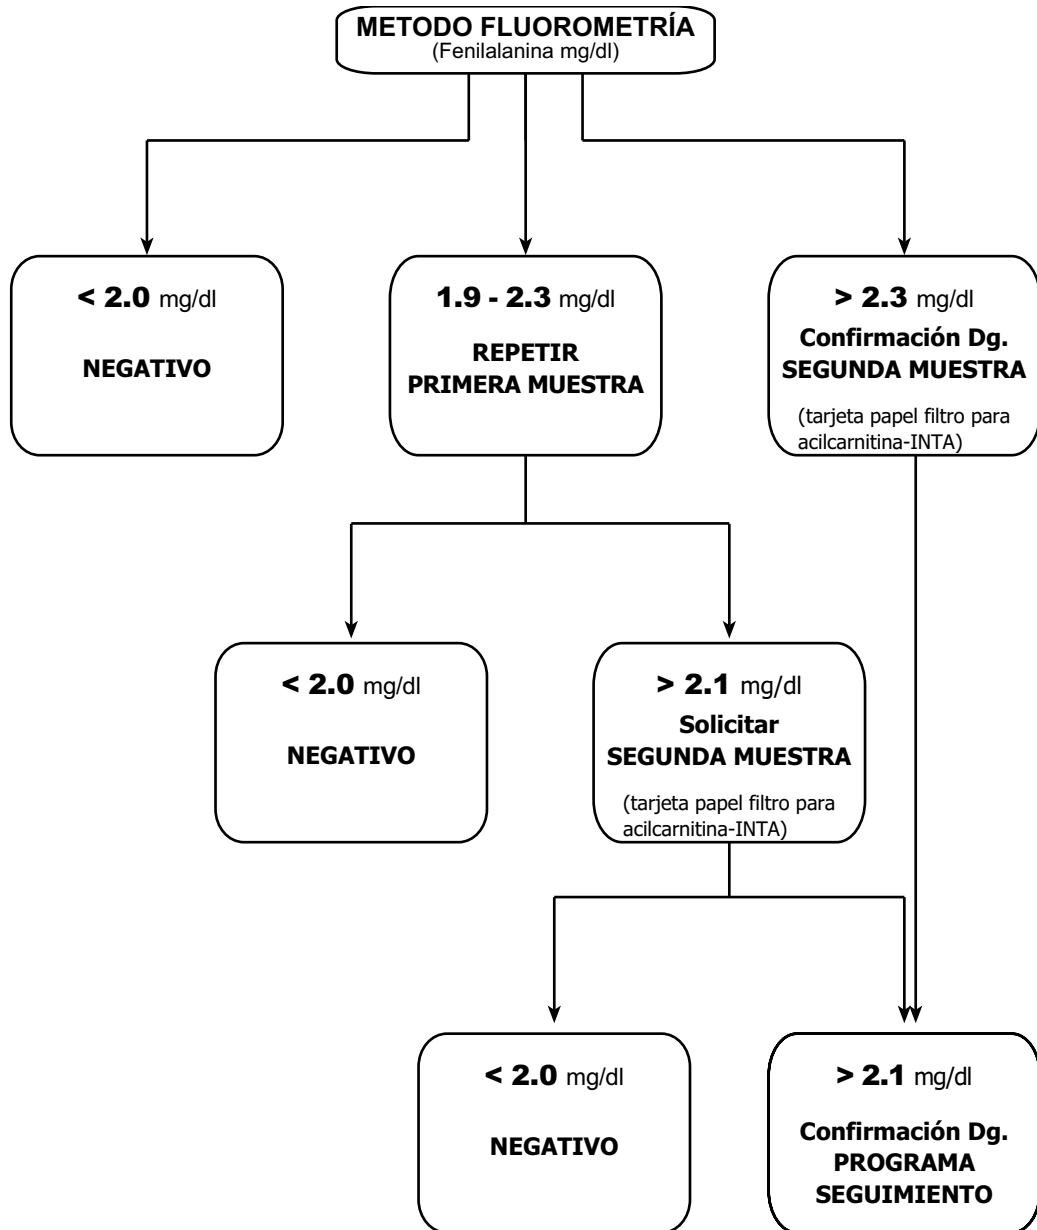 METODO FLUOROMETRÍA
(Fenilalanina mg/dl)
< 2.0 mg/dl
NEGATIVO
1.9 - 2.3 mg/dl
REPETIR
PRIMERA MUESTRA
> 2.3 mg/dl
Confirmación Dg.
SEGUNDA MUESTRA
(tarjeta papel filtro para
acilcarnitina-INTA)
< 2.0 mg/dl
NEGATIVO
> 2.1 mg/dl
Solicitar
SEGUNDA MUESTRA
(tarjeta papel filtro para
acilcarnitina-INTA)
< 2.0 mg/dl
NEGATIVO
> 2.1 mg/dl
Confirmación Dg.
PROGRAMA
SEGUIMIENTO